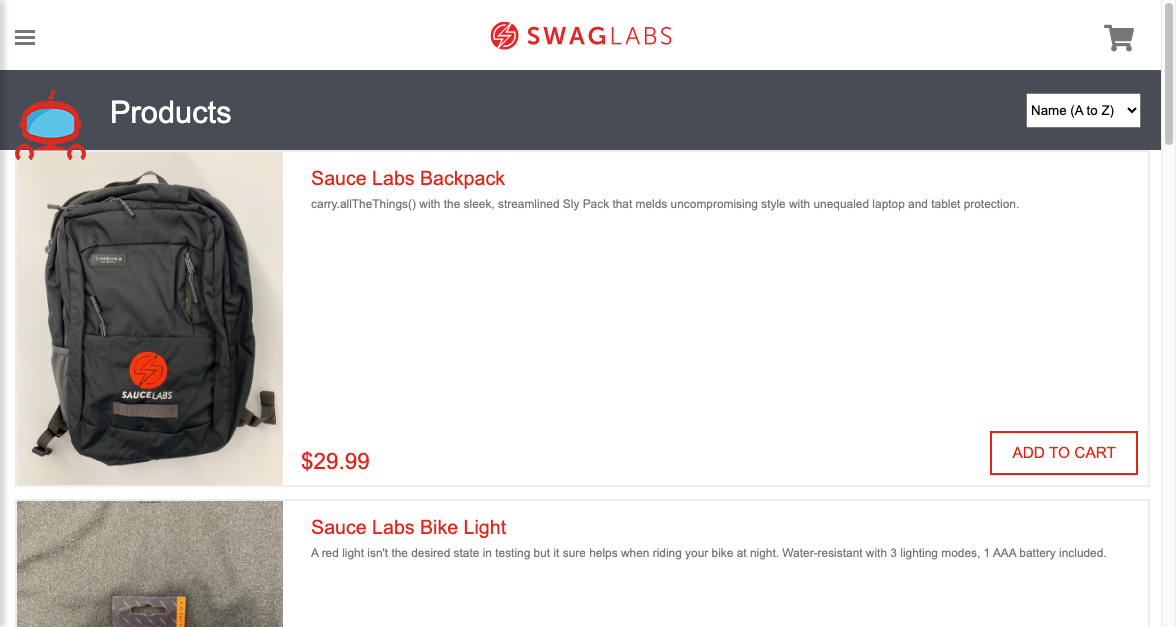 SWAGLABS
Products
Name (A to Z)
Sauce Labs Backpack
carry.allTheThings() with the sleek, streamlined Sly Pack that melds uncompromising style with unequaled laptop and tablet protection.
SAUCELABS
$29.99
ADD TO CART
Sauce Labs Bike Light
A red light isn't the desired state in testing but it sure helps when riding your bike at night. Water-resistant with 3 lighting modes, 1 AAA battery included.